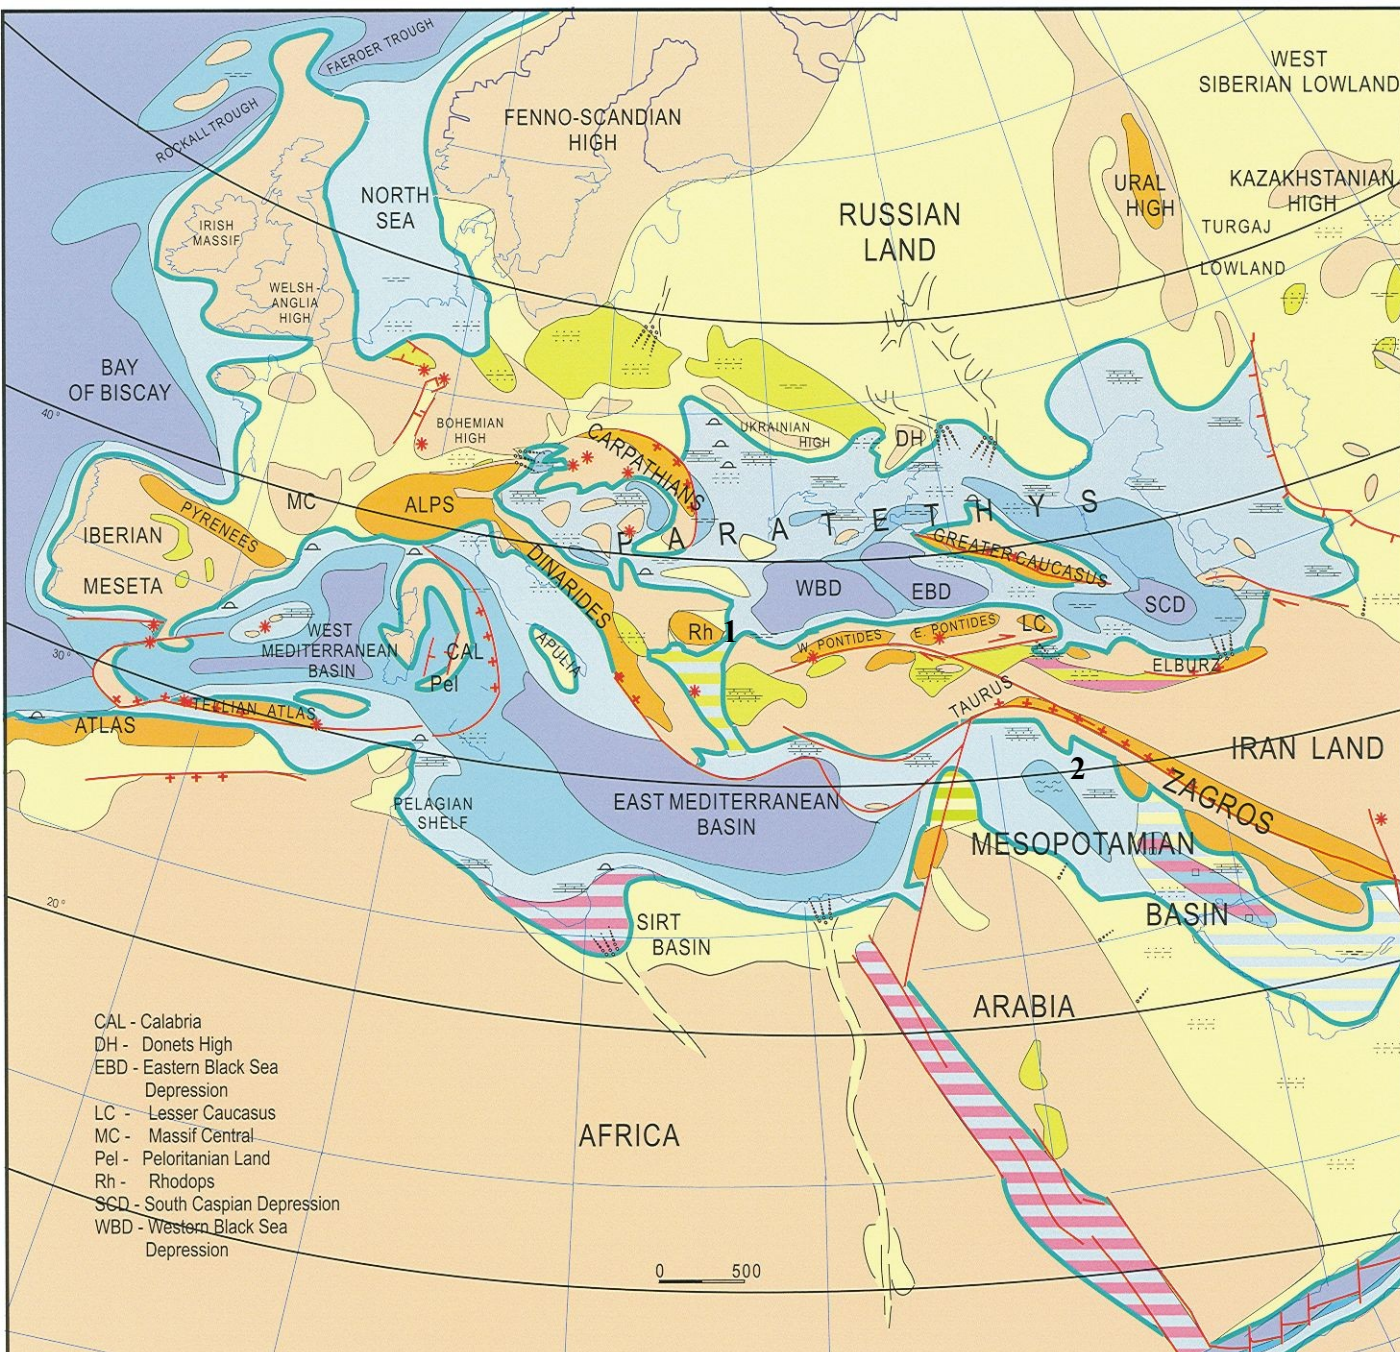 FAEROER TROUGH
ROCKALL TROUGH
FENNO-SCANDIAN
HIGH
WEST
SIBERIAN LOWLAND
NORTH
SEA
IRISH
MASSIF
RUSSIAN
LAND
URAL
HIGH
KAZAKHSTANIAN
HIGH
TURGAJ
LOWLAND
WELSH-
ANGLIA
HIGH
BAY
OF BISCAY
40°
BOHEMIAN
HIGH
UKRAINIAN
HIGH
DH
CARPATHIANS
MC
ALPS
PYRENEES
IBERIAN
MESETA
PARATETHYS
GREATER CAUCASUS
DINARIDES
WBD
EBD
SCD
Rh
1
W. PONTIDES
E. PONTIDES
LC
30°
WEST
MEDITERRANEAN
BASIN
CAL
Pel
APULIA
ELBURZ
TAURUS
TELLIAN ATLAS
ATLAS
IRAN LAND
2
ZAGROS
PELAGIAN
SHELF
EAST MEDITERRANEAN
BASIN
MESOPOTAMIAN
BASIN
20°
SIRT
BASIN
ARABIA
AFRICA
CAL - Calabria
DH - Donets High
EBD - Eastern Black Sea
Depression
LC - Lesser Caucasus
MC - Massif Central
Pel - Peloritanian Land
Rh - Rhodops
SCD - South Caspian Depression
WBD - Westorn Black Sea
Depression
0 500